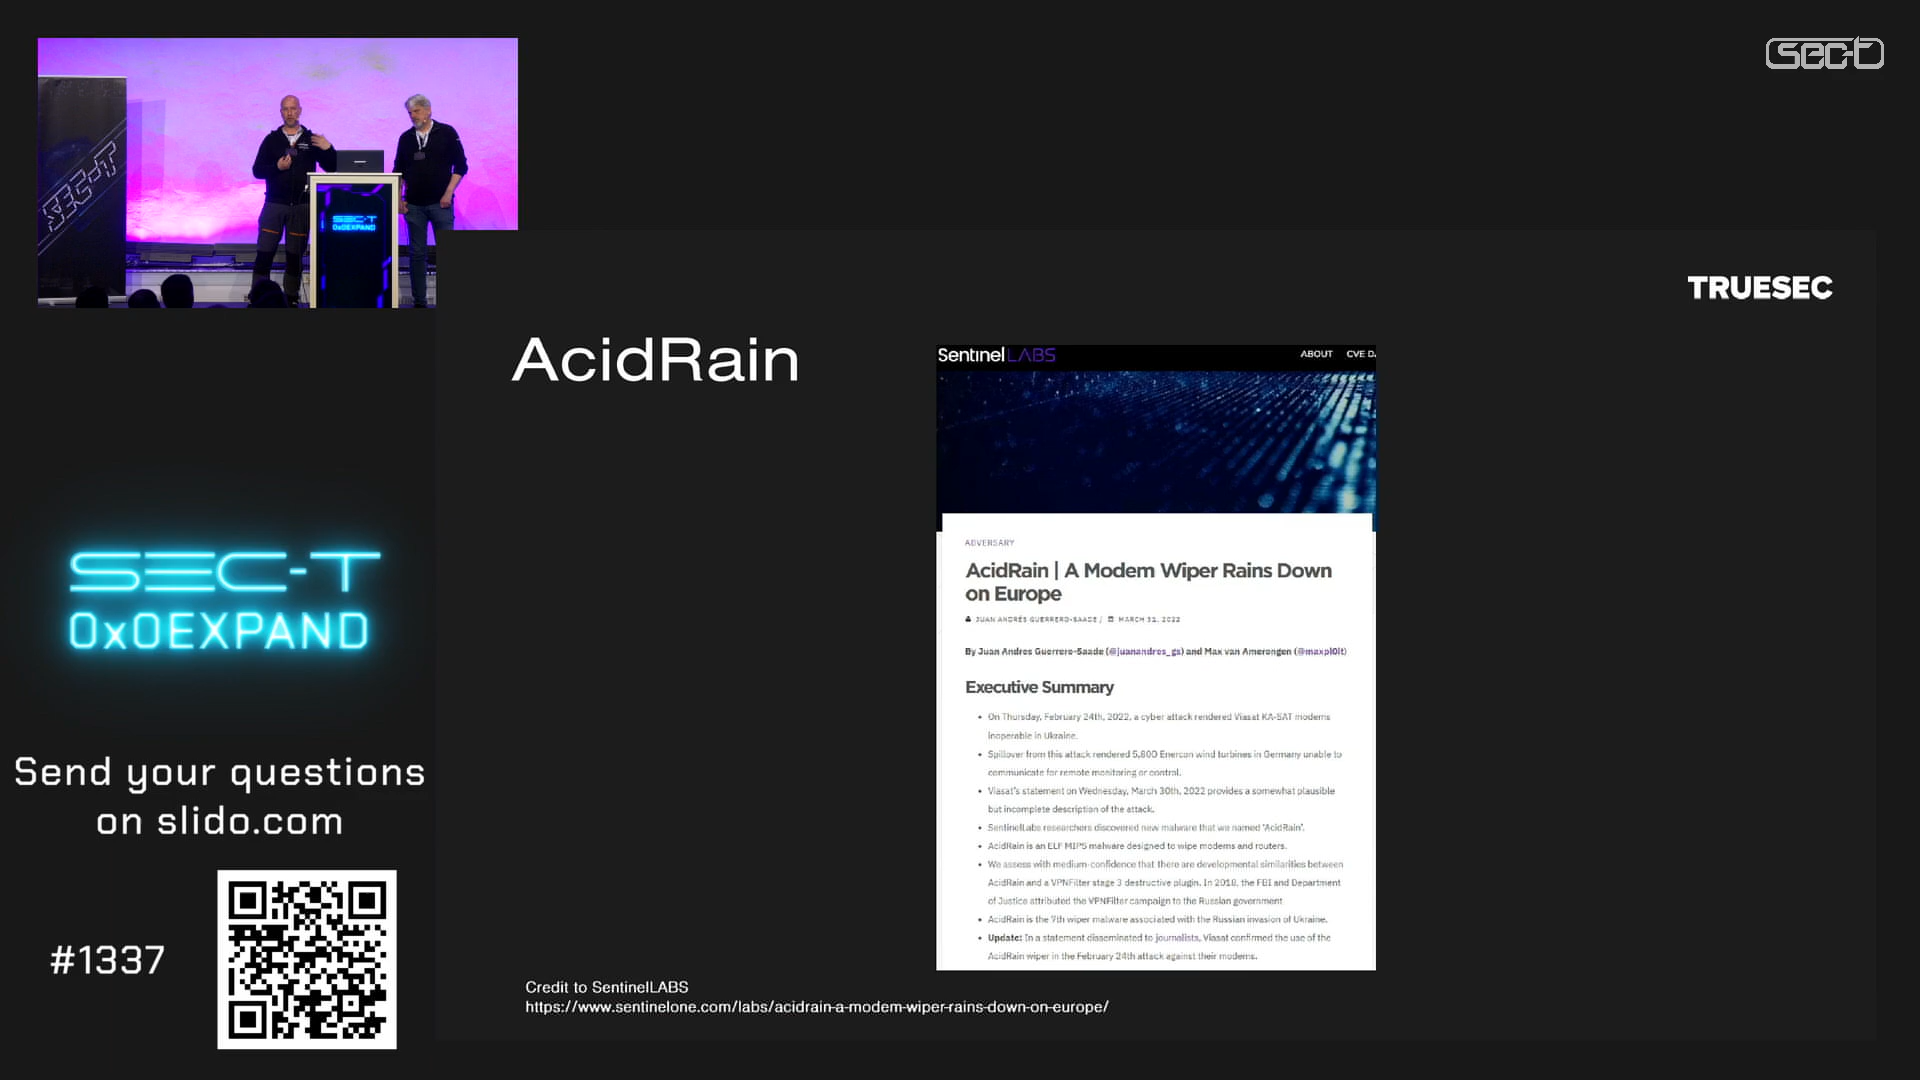 SEC-T
SEC-T
SEC-T
0x0EXPAND
TRUESEC
AcidRain
SentinelLABS
ABOUT CVE DA
ADVERSARY
AcidRain | A Modem Wiper Rains Down
on Europe
JUAN ANDRÉS GUERRERO-SAADE / MARCH 31, 2022
By Juan Andres Guerrero-Saade (@juanandres_gs) and Max van Amerongen (@maxpl0it)
Executive Summary
• On Thursday, February 24th, 2022, a cyber attack rendered Viasat KA-SAT modems
inoperable in Ukraine.
• Spillover from this attack rendered 5,800 Enercon wind turbines in Germany unable to
communicate for remote monitoring or control.
• Viasat's statement on Wednesday, March 30th, 2022 provides a somewhat plausible
but incomplete description of the attack.
• SentinelLabs researchers discovered new malware that we named 'AcidRain'.
• AcidRain is an ELF MIPS malware designed to wipe modems and routers.
• We assess with medium-confidence that there are developmental similarities between
AcidRain and a VPNFilter stage 3 destructive plugin. In 2018, the FBI and Department
of Justice attributed the VPNFilter campaign to the Russian government
• AcidRain is the 7th wiper malware associated with the Russian invasion of Ukraine.
• Update: In a statement disseminated to journalists, Viasat confirmed the use of the
AcidRain wiper in the February 24th attack against their modems.
Credit to SentinelLABS
https://www.sentinelone.com/labs/acidrain-a-modem-wiper-rains-down-on-europe/
SEC-T
0x0EXPAND
Send your questions
on slido.com
#1337